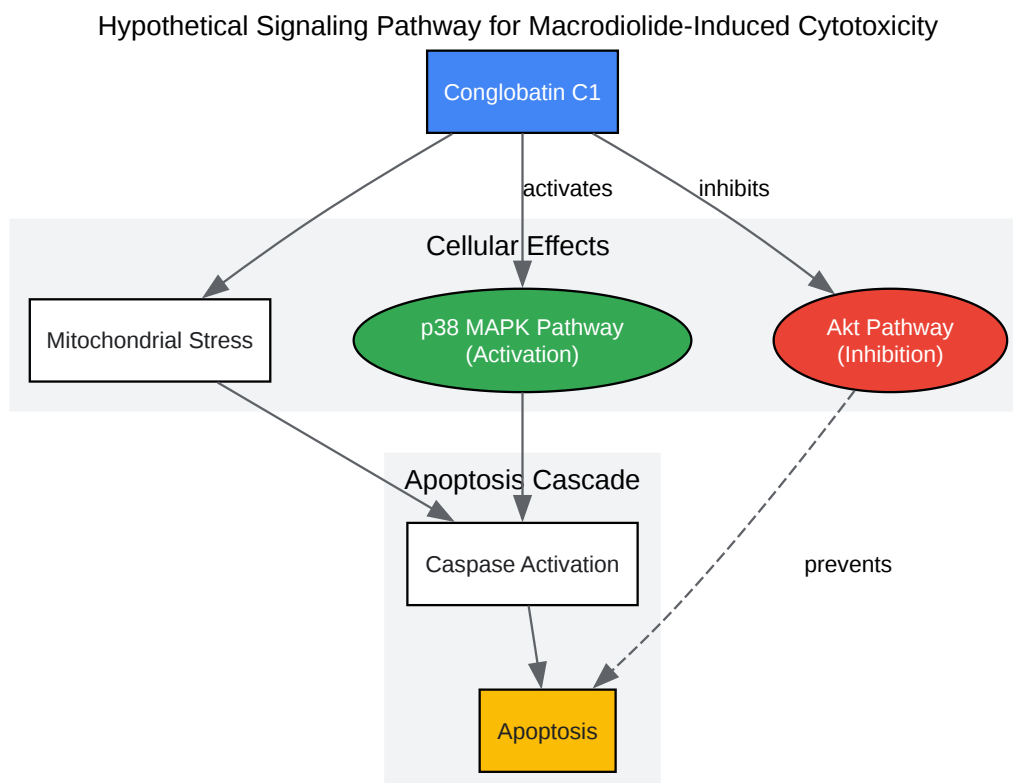 Hypothetical Signaling Pathway for Macrodiolide-Induced Cytotoxicity
Conglobatin C1
activates
inhibits
Cellular Effects
Mitochondrial Stress
p38 MAPK Pathway
(Activation)
Akt Pathway
(Inhibition)
Apoptosis Cascade
Caspase Activation
prevents
Apoptosis